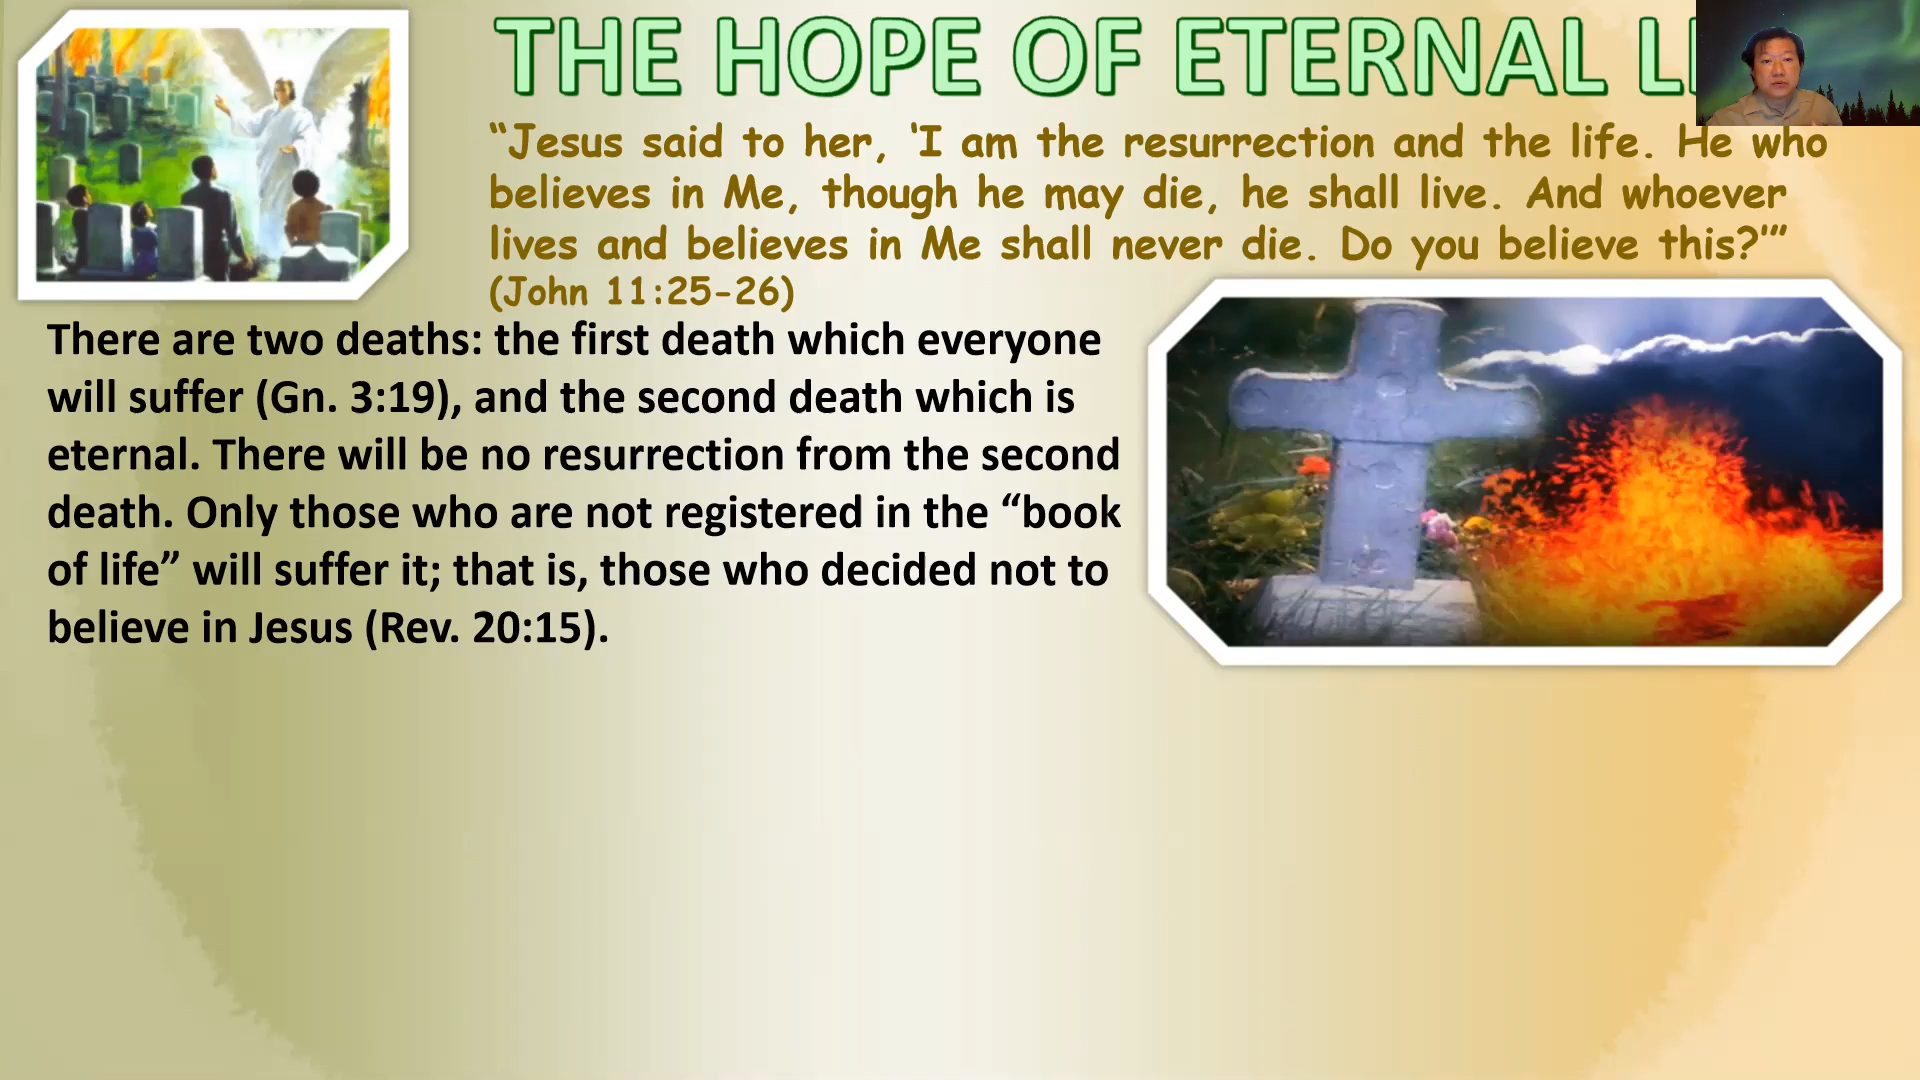 THE HOPE OF ETERNAL
“Jesus said to her, ‘I am the resurrection and the life. He who
believes in Me, though he may die, he shall live. And whoever
lives and believes in Me shall never die. Do you believe this?’”
(John 11:25-26)
There are two deaths: the first death which everyone
will suffer (Gn. 3:19), and the second death which is
eternal. There will be no resurrection from the second
death. Only those who are not registered in the “book
of life” will suffer it; that is, those who decided not to
believe in Jesus (Rev. 20:15).